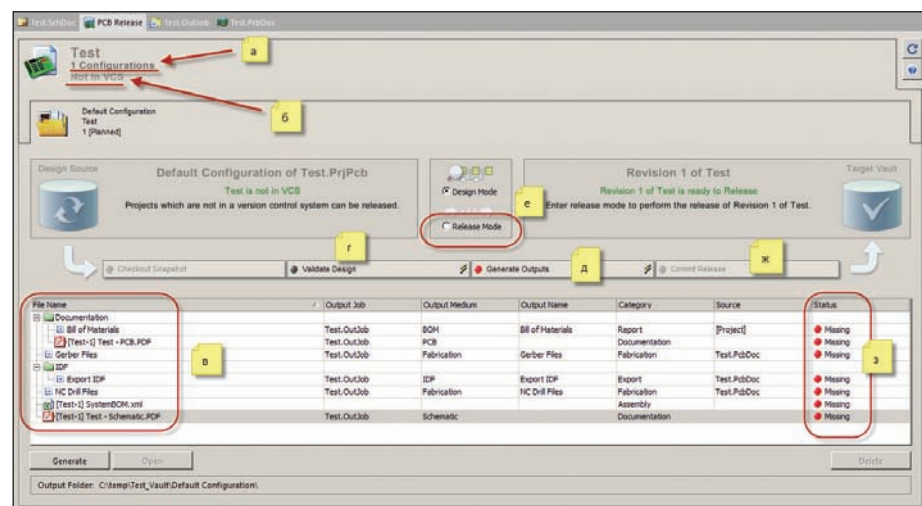 Test.SchDoc PCB Release Test.OutJob Test.PcbDoc
Test
1 Configurations
Not in VCS
а
б
Default Configuration
Test
1 [Planned]
Design Source
Default Configuration of Test.PrjPcb
Test is not in VCS
Projects which are not in a version control system can be released.
Design Mode
Release Mode
е
Revision 1 of Test
Revision 1 of Test is ready to Release
Enter release mode to perform the release of Revision 1 of Test.
Target Vault
г
д
ж
Checkout Snapshot Validate Design Generate Outputs Commit Release
File Name Output Job Output Medium Output Name Category Source Status
Documentation
Bill of Materials Test.OutJob BOM Bill of Materials Report [Project] Missing
[Test-1] Test - PCB.PDF Test.OutJob PCB Documentation Missing
Gerber Files Test.OutJob Fabrication Gerber Files Fabrication Test.PcbDoc Missing
IDF
Export IDF Test.OutJob IDF Export IDF Export Test.PcbDoc Missing
NC Drill Files Test.OutJob Fabrication NC Drill Files Fabrication Test.PcbDoc Missing
[Test-1] SystemBOM.xml Assembly Missing
[Test-1] Test - Schematic.PDF Test.OutJob Schematic Documentation Missing
в
з
Generate Open Delete
Output Folder: C:\temp\Test_Vault\Default Configuration\